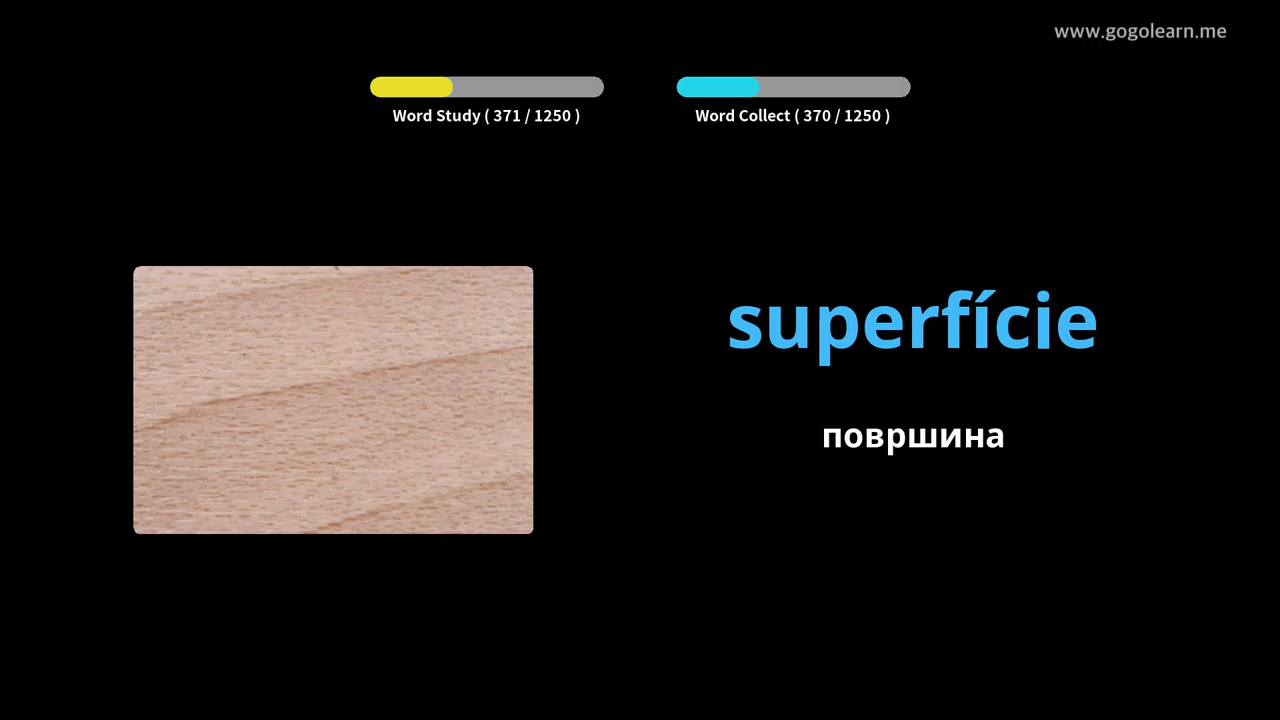 www.gogolearn.me
Word Study ( 371 / 1250 )
Word Collect ( 370 / 1250 )
superfície
површина